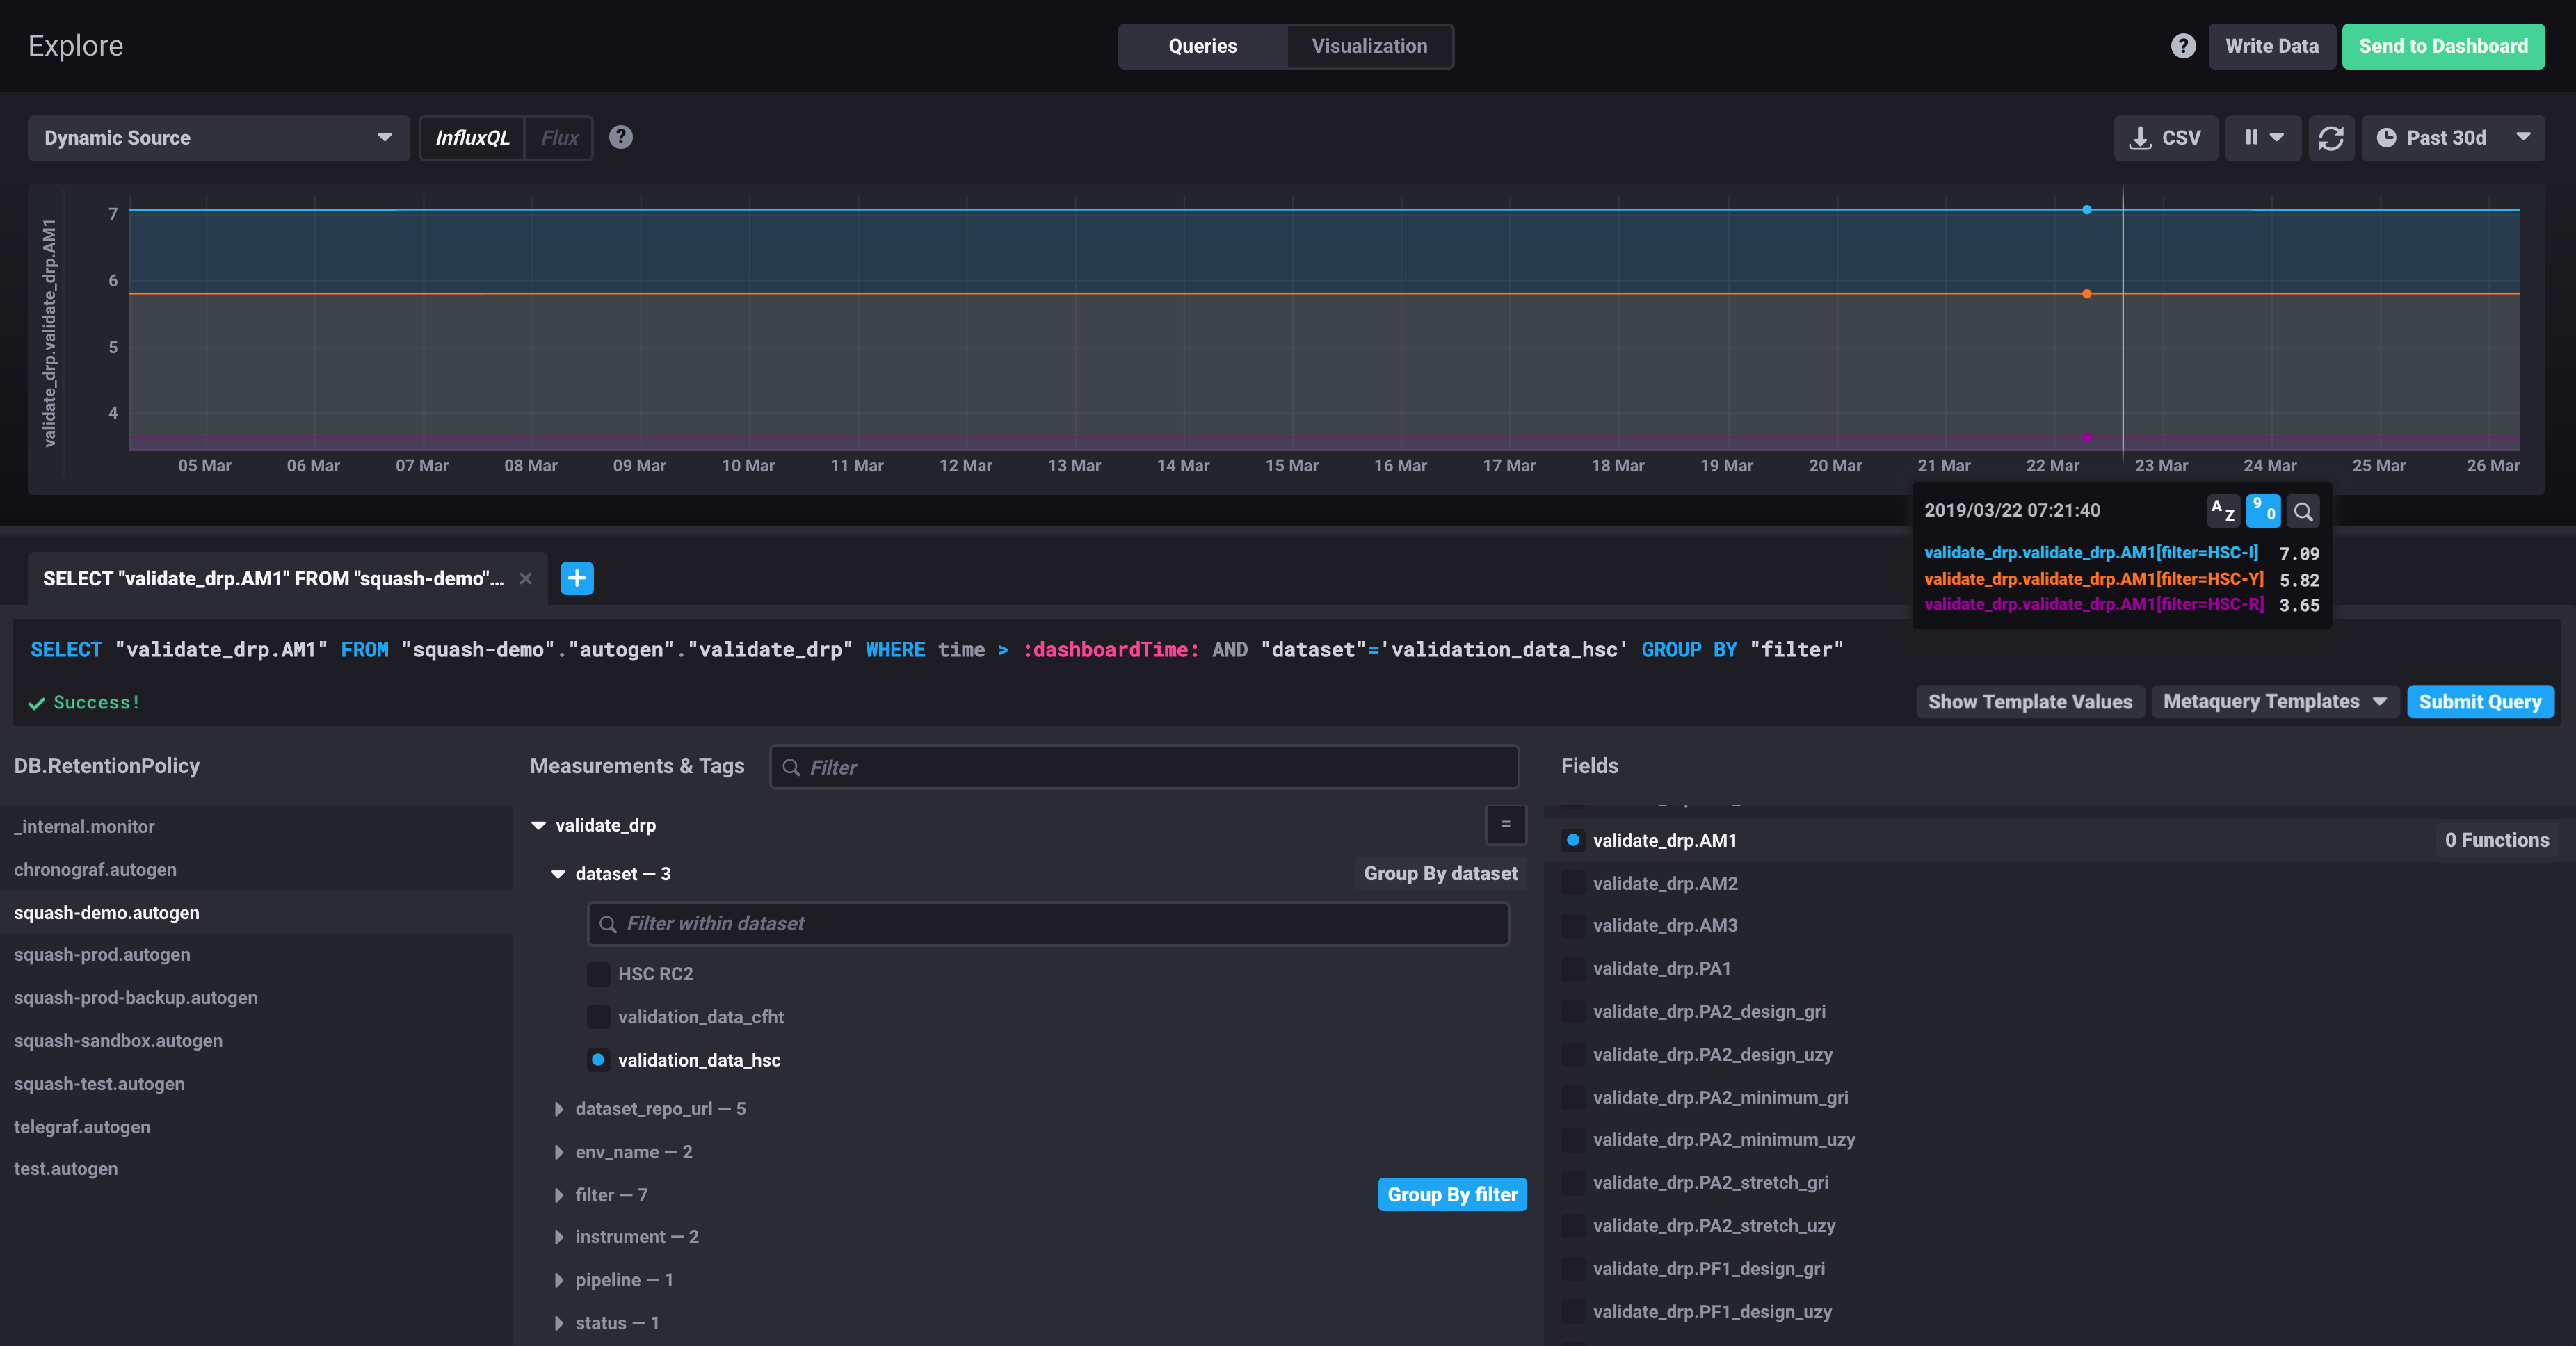 Explore
Queries
Visualization
?
Write Data
Send to Dashboard
Dynamic Source
InfluxQL
Flux
?
CSV
Past 30d
validate_drp.validate_drp.AM1
7
6
5
4
05 Mar
06 Mar
07 Mar
08 Mar
09 Mar
10 Mar
11 Mar
12 Mar
13 Mar
14 Mar
15 Mar
16 Mar
17 Mar
18 Mar
19 Mar
20 Mar
21 Mar
22 Mar
23 Mar
24 Mar
25 Mar
26 Mar
2019/03/22 07:21:40
A Z
9 0
validate_drp.validate_drp.AM1[filter=HSC-I] 7.09
validate_drp.validate_drp.AM1[filter=HSC-Y] 5.82
validate_drp.validate_drp.AM1[filter=HSC-R] 3.65
SELECT "validate_drp.AM1" FROM "squash-demo"...
SELECT "validate_drp.AM1" FROM "squash-demo"."autogen"."validate_drp" WHERE time > :dashboardTime: AND "dataset"='validation_data_hsc' GROUP BY "filter"
Success!
Show Template Values
Metaquery Templates
Submit Query
DB.RetentionPolicy
_internal.monitor
chronograf.autogen
squash-demo.autogen
squash-prod.autogen
squash-prod-backup.autogen
squash-sandbox.autogen
squash-test.autogen
telegraf.autogen
test.autogen
Measurements & Tags
Filter
validate_drp
=
dataset — 3
Group By dataset
Filter within dataset
HSC RC2
validation_data_cfht
validation_data_hsc
dataset_repo_url — 5
env_name — 2
filter — 7
Group By filter
instrument — 2
pipeline — 1
status — 1
Fields
validate_drp.AM1
0 Functions
validate_drp.AM2
validate_drp.AM3
validate_drp.PA1
validate_drp.PA2_design_gri
validate_drp.PA2_design_uzy
validate_drp.PA2_minimum_gri
validate_drp.PA2_minimum_uzy
validate_drp.PA2_stretch_gri
validate_drp.PA2_stretch_uzy
validate_drp.PF1_design_gri
validate_drp.PF1_design_uzy